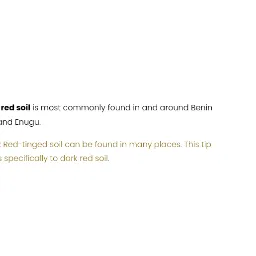 red soil is most commonly found in and around Benin
and Enugu.
: Red-tinged soil can be found in many places. This tip
s specifically to dark red soil.